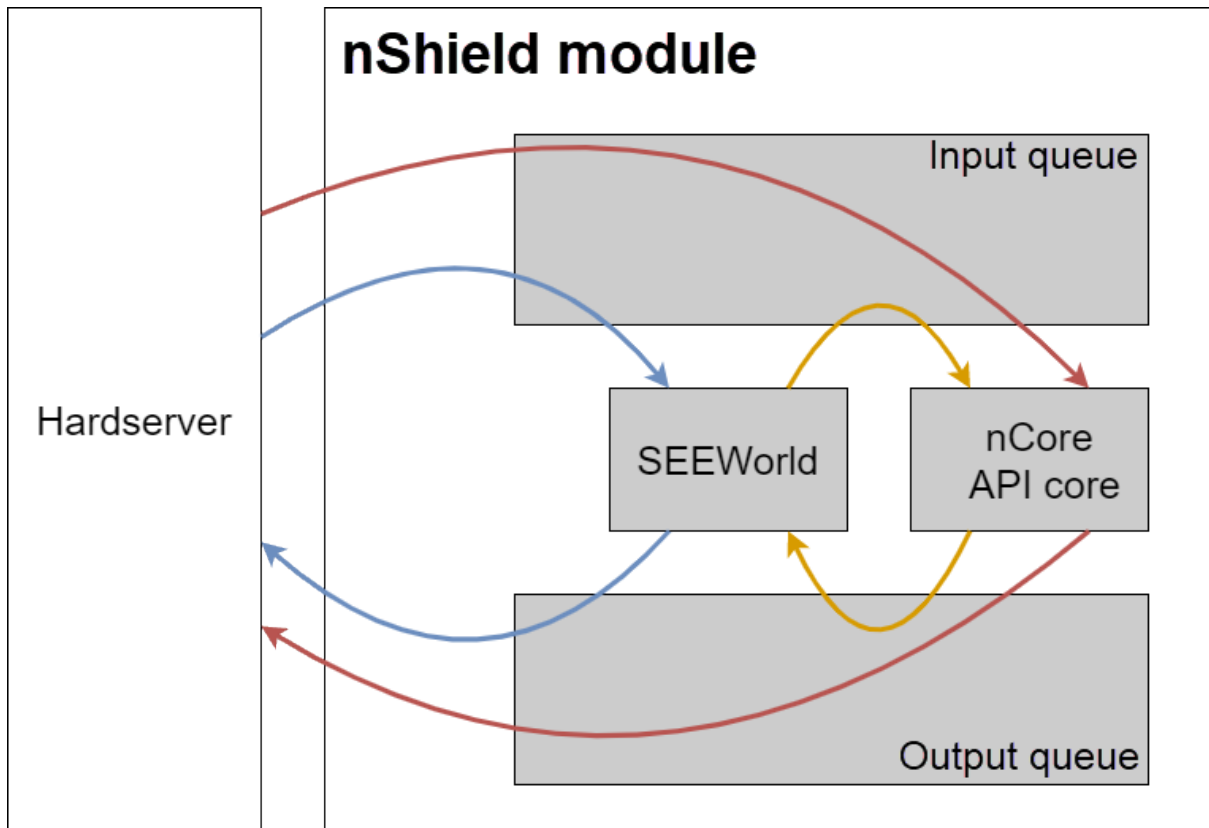 nShield module
Input queue
Hardserver
SEEWorld
nCore
API core
Output queue